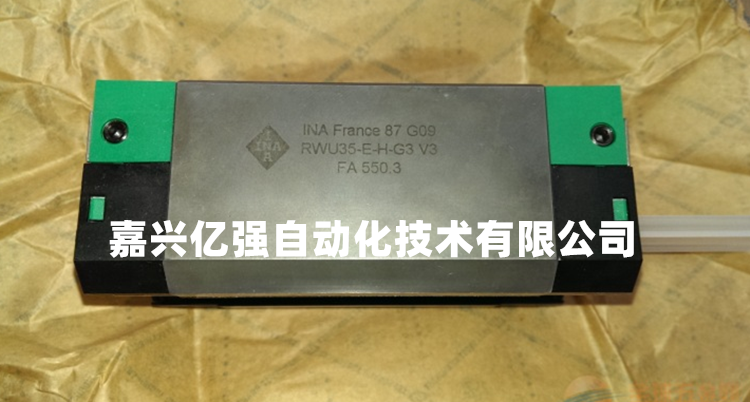 INA France 87 G09
RWU35-E-H-G3 V3
FA 550.3
INA
嘉兴亿强自动化技术有限公司